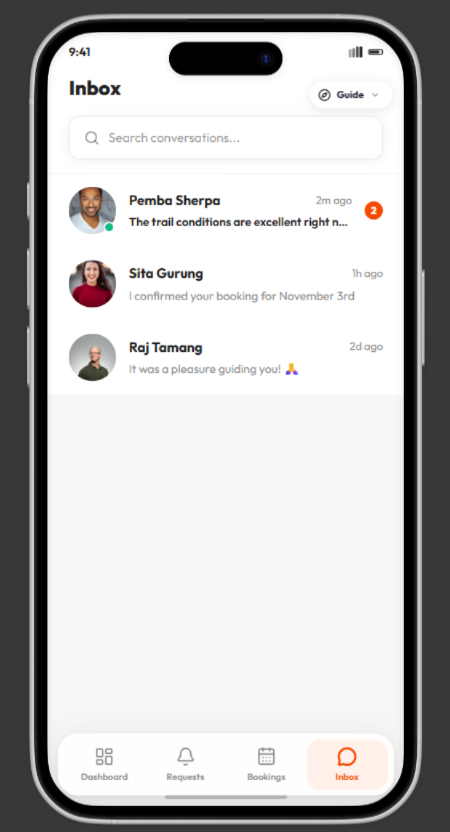 9:41
Inbox
Guide
Search conversations...
Pemba Sherpa 2m ago
The trail conditions are excellent right n... 2
Sita Gurung 1h ago
I confirmed your booking for November 3rd
Raj Tamang 2d ago
It was a pleasure guiding you! 🙏
Dashboard Requests Bookings Inbox